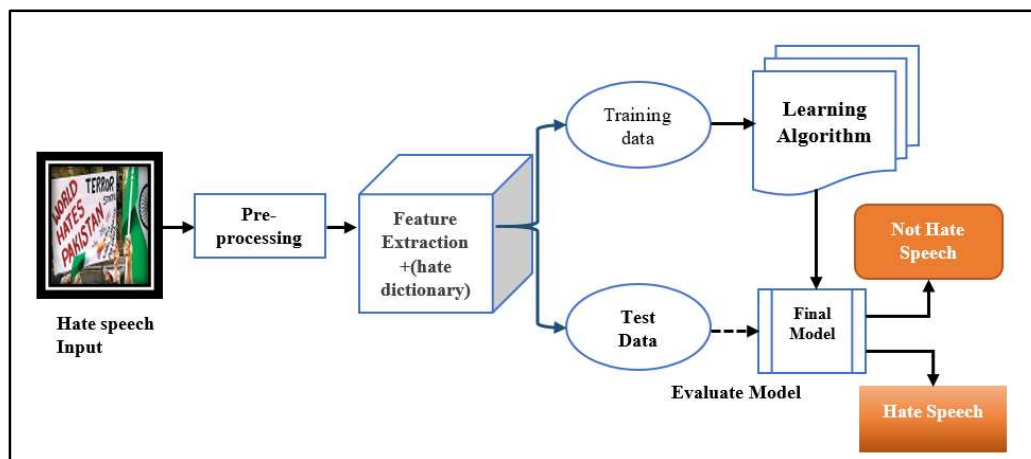 WORLD
HATES
PAKISTAN
TERROR
Hate speech
Input
Pre-
processing
Feature
Extraction
+(hate
dictionary)
Training
data
Learning
Algorithm
Test
Data
Evaluate Model
Final
Model
Not Hate
Speech
Hate Speech